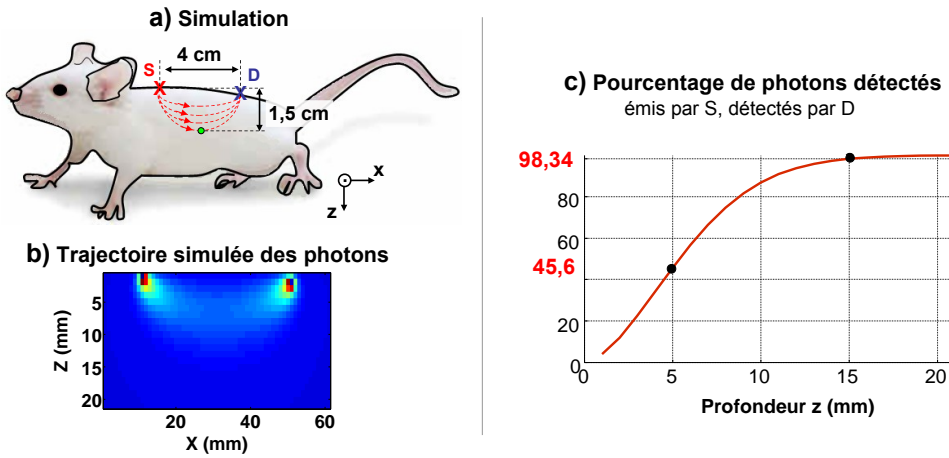 a) Simulation
S
4 cm
D
1,5 cm
x
z
b) Trajectoire simulée des photons
5
10
15
20
Z (mm)
20
40
60
X (mm)
c) Pourcentage de photons détectés
émis par S, détectés par D
98,34
80
60
45,6
20
0
0
5
10
15
20
Profondeur z (mm)